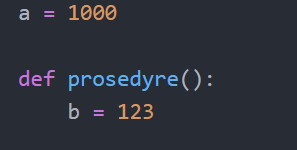 a = 1000
def prosedyre():
    b = 123